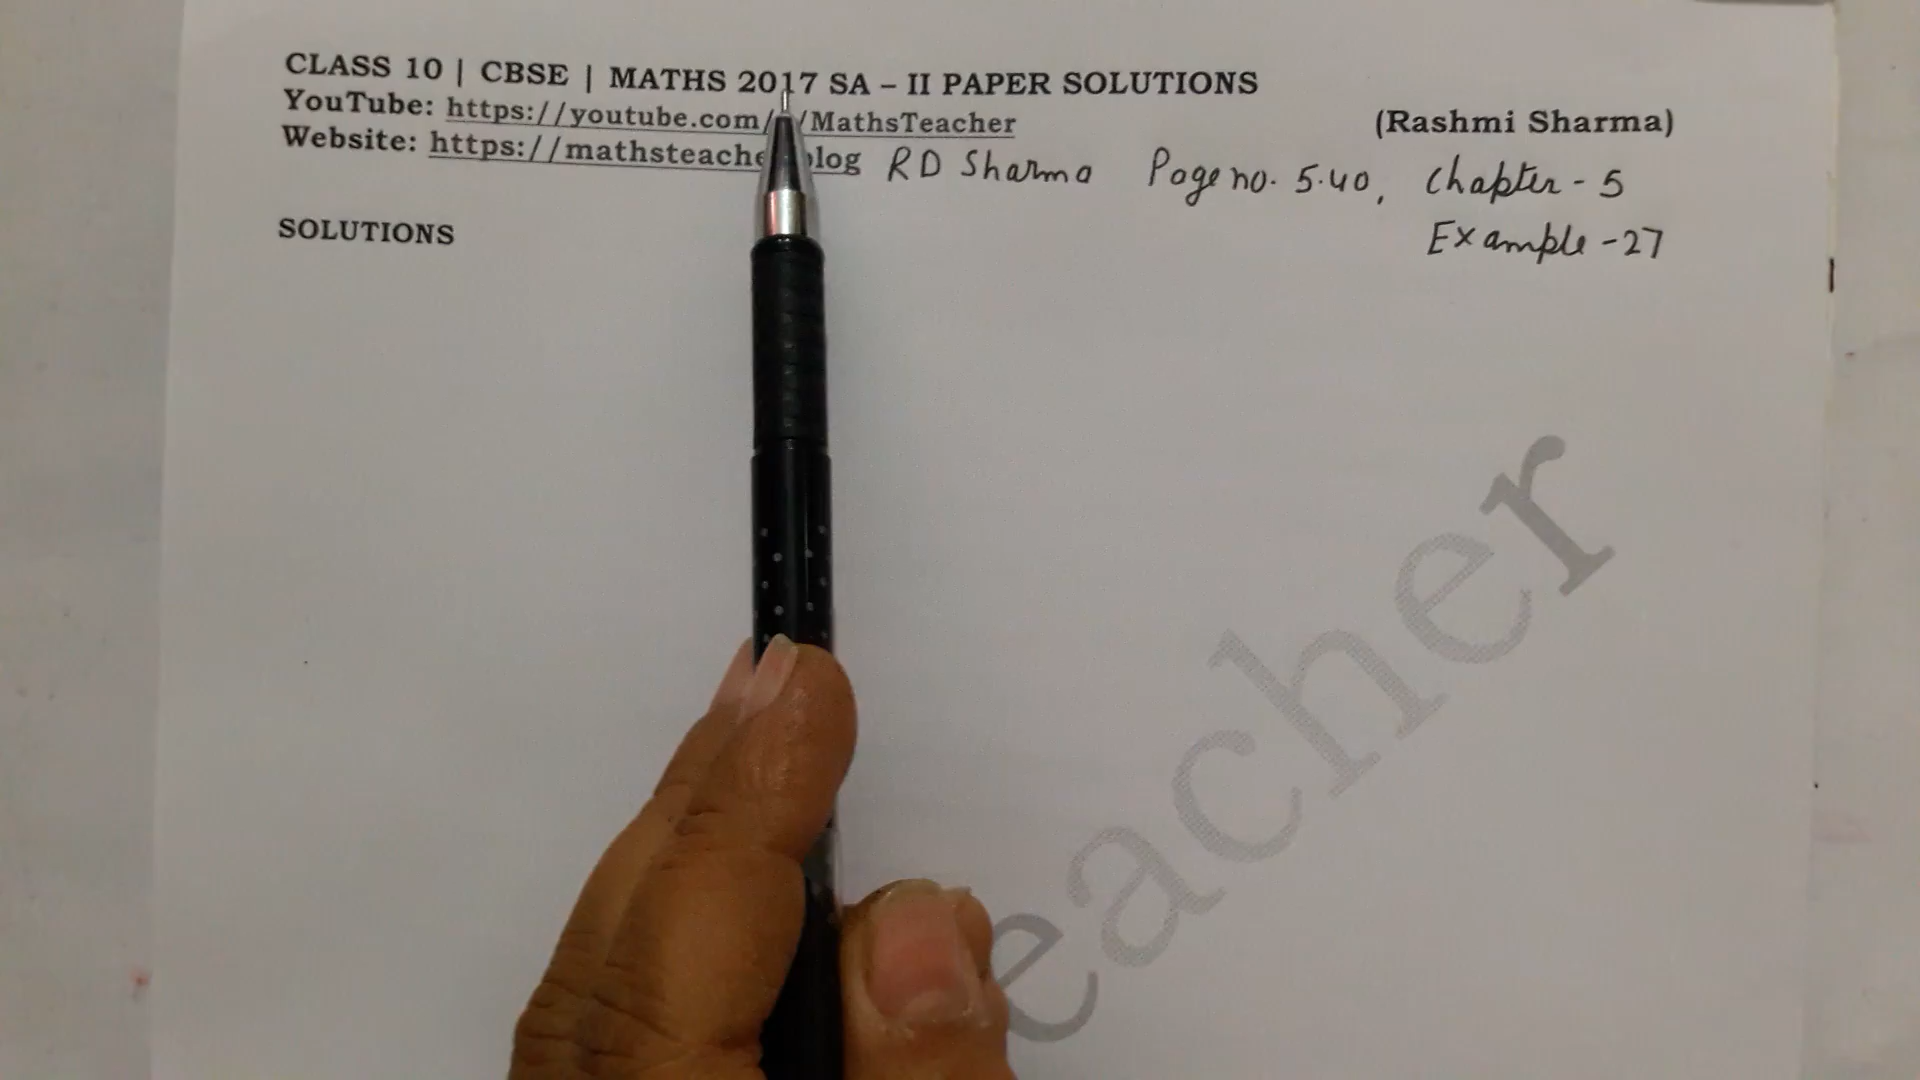 CLASS 10 | CBSE | MATHS 2017 SA – II PAPER SOLUTIONS
YouTube: https://youtube.com/ /MathsTeacher
(Rashmi Sharma)
Website: https://mathsteache log RD Sharma Page no. 5.40, Chapter - 5
Example - 27
SOLUTIONS
eacher